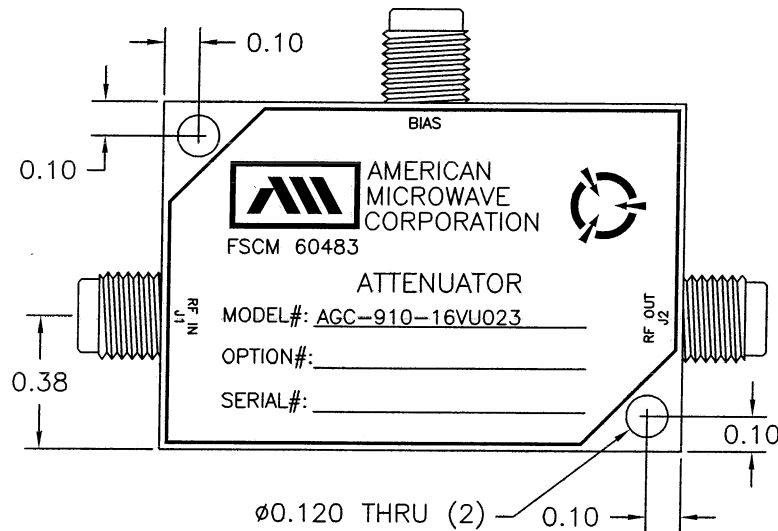 0.10
0.10
BIAS
AMERICAN
MICROWAVE
CORPORATION
FSCM 60483
ATTENUATOR
MODEL#: AGC-910-16VU023
OPTION#:
SERIAL#:
RF IN
J1
RF OUT
J2
0.38
0.10
Ø0.120 THRU (2)
0.10